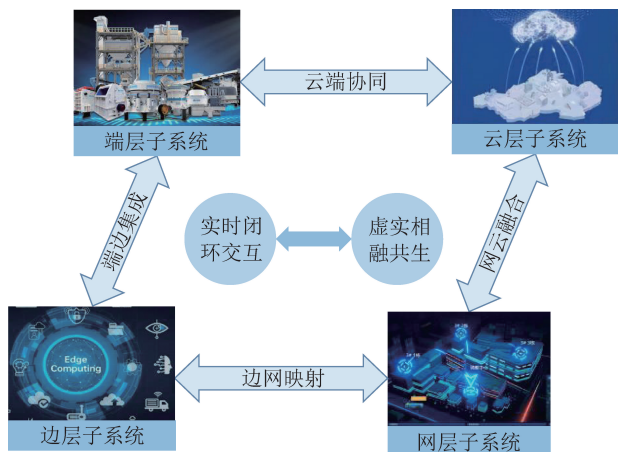 云端协同
端层子系统
云层子系统
端边集成
实时闭
环交互
虚实相
融共生
网云融合
Edge
Computing
边网映射
边层子系统
网层子系统